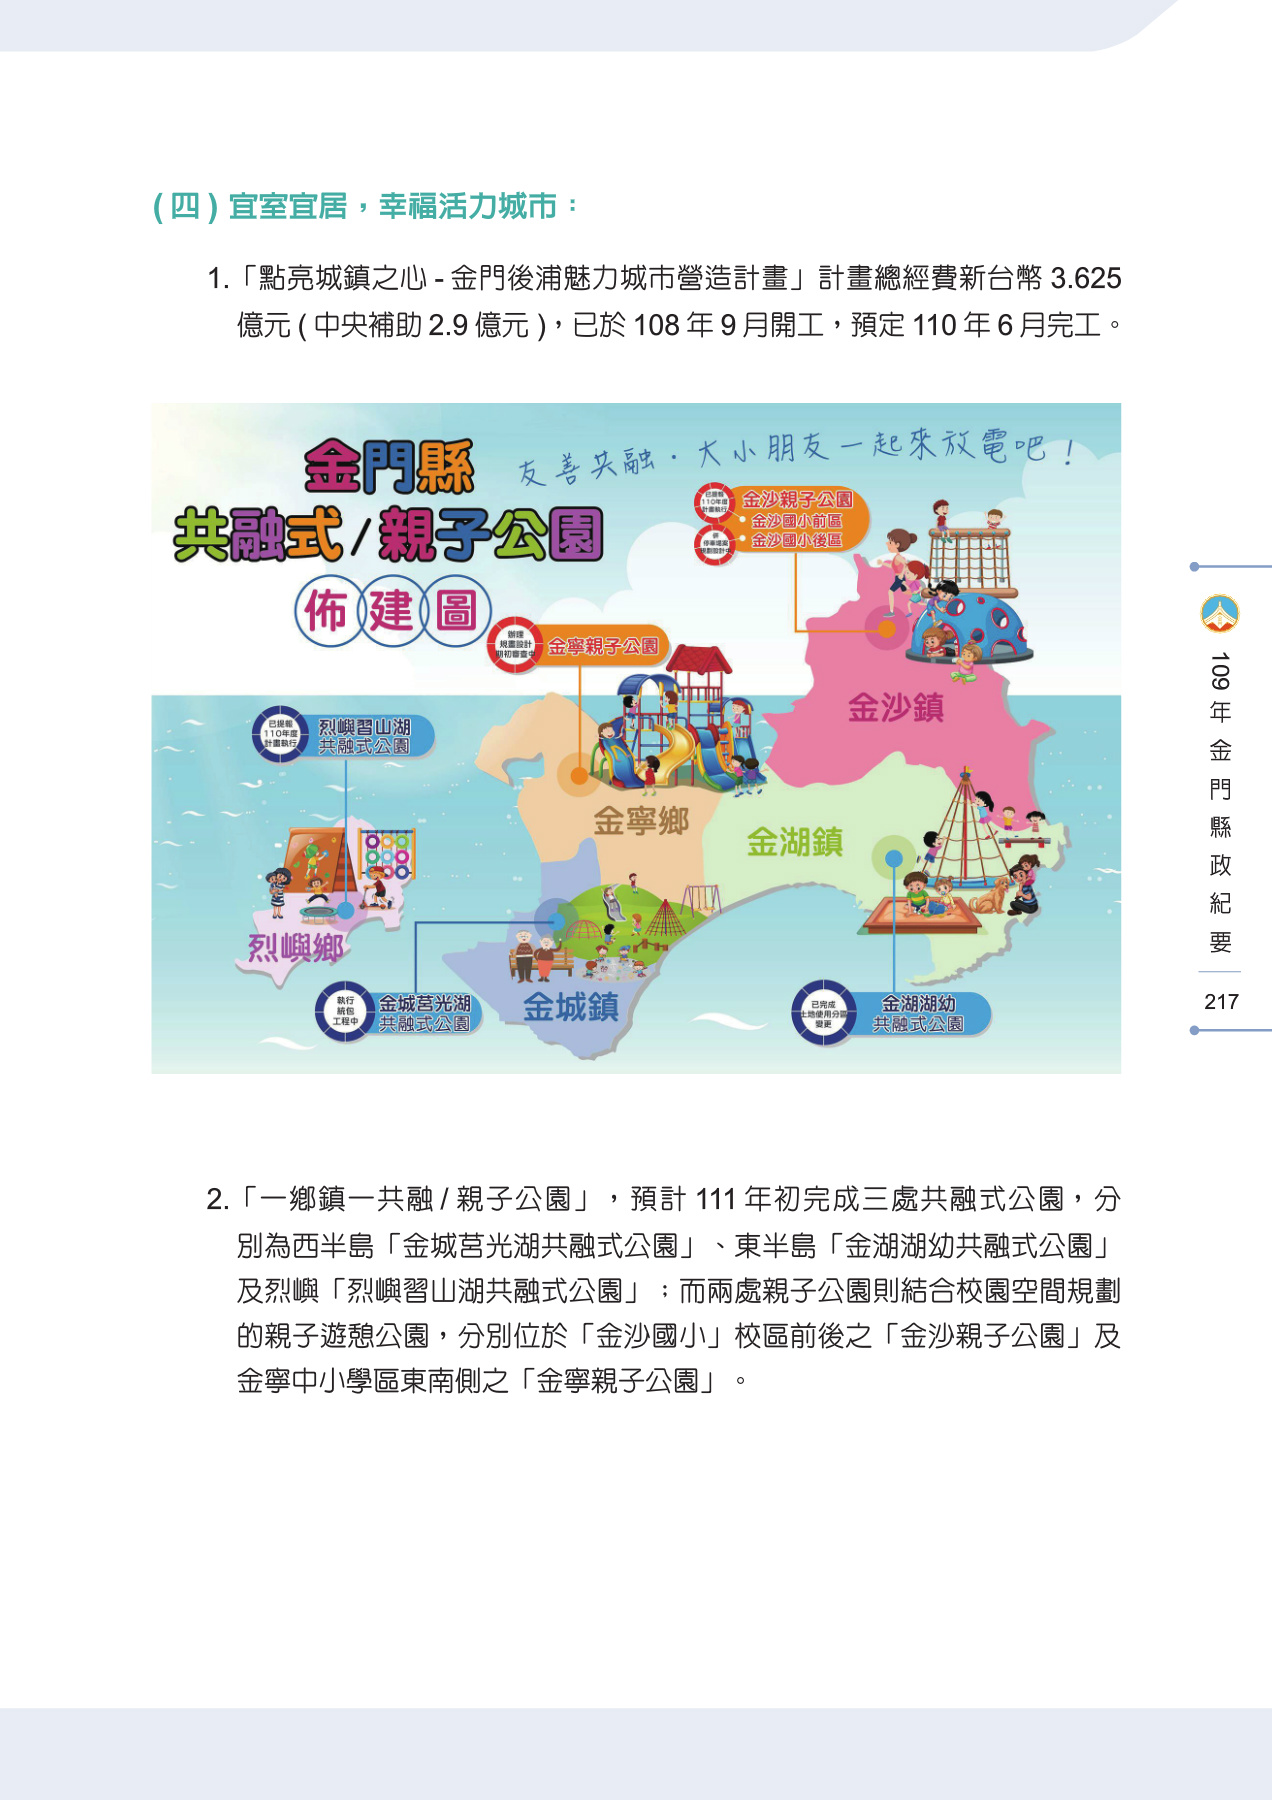 (四) 宜室宜居，幸福活力城市：
1.「點亮城鎮之心 - 金門後浦魅力城市營造計畫」計畫總經費新台幣 3.625
億元 ( 中央補助 2.9 億元 )，已於 108 年 9 月開工，預定 110 年 6 月完工。
金門縣
共融式/親子公園
佈建圖
友善共融．大小朋友一起來放電吧！
已提報
110年度
計畫執行
金沙親子公園
• 金沙國小前區
• 金沙國小後區
併
停車場案
規劃設計中
辦理
規畫設計
期初審查中
金寧親子公園
金沙鎮
已提報
110年度
計畫執行
烈嶼習山湖
共融式公園
金寧鄉
金湖鎮
烈嶼鄉
執行
統包
工程中
金城莒光湖
共融式公園
金城鎮
已完成
土地使用分區
變更
金湖湖幼
共融式公園
2.「一鄉鎮一共融 / 親子公園」，預計 111 年初完成三處共融式公園，分
別為西半島「金城莒光湖共融式公園」、東半島「金湖湖幼共融式公園」
及烈嶼「烈嶼習山湖共融式公園」；而兩處親子公園則結合校園空間規劃
的親子遊憩公園，分別位於「金沙國小」校區前後之「金沙親子公園」及
金寧中小學區東南側之「金寧親子公園」。
109年金門縣政紀要
217